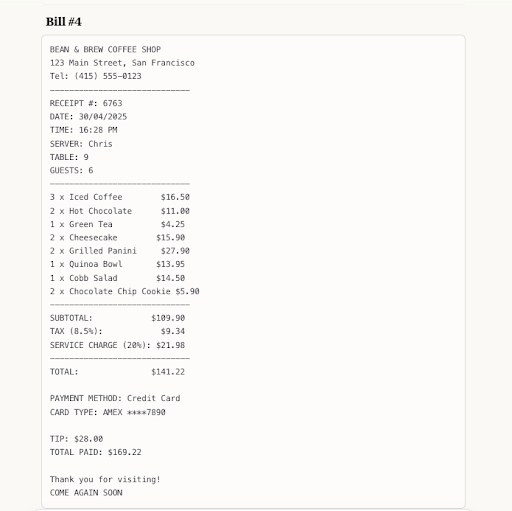 Bill #4
BEAN & BREW COFFEE SHOP
123 Main Street, San Francisco
Tel: (415) 555-0123
————————————————————————————
RECEIPT #: 6763
DATE: 30/04/2025
TIME: 16:28 PM
SERVER: Chris
TABLE: 9
GUESTS: 6
————————————————————————————
3 x Iced Coffee $16.50
2 x Hot Chocolate $11.00
1 x Green Tea $4.25
2 x Cheesecake $15.90
2 x Grilled Panini $27.90
1 x Quinoa Bowl $13.95
1 x Cobb Salad $14.50
2 x Chocolate Chip Cookie $5.90
————————————————————————————
SUBTOTAL: $109.90
TAX (8.5%): $9.34
SERVICE CHARGE (20%): $21.98
————————————————————————————
TOTAL: $141.22
PAYMENT METHOD: Credit Card
CARD TYPE: AMEX ****7890
TIP: $28.00
TOTAL PAID: $169.22
Thank you for visiting!
COME AGAIN SOON